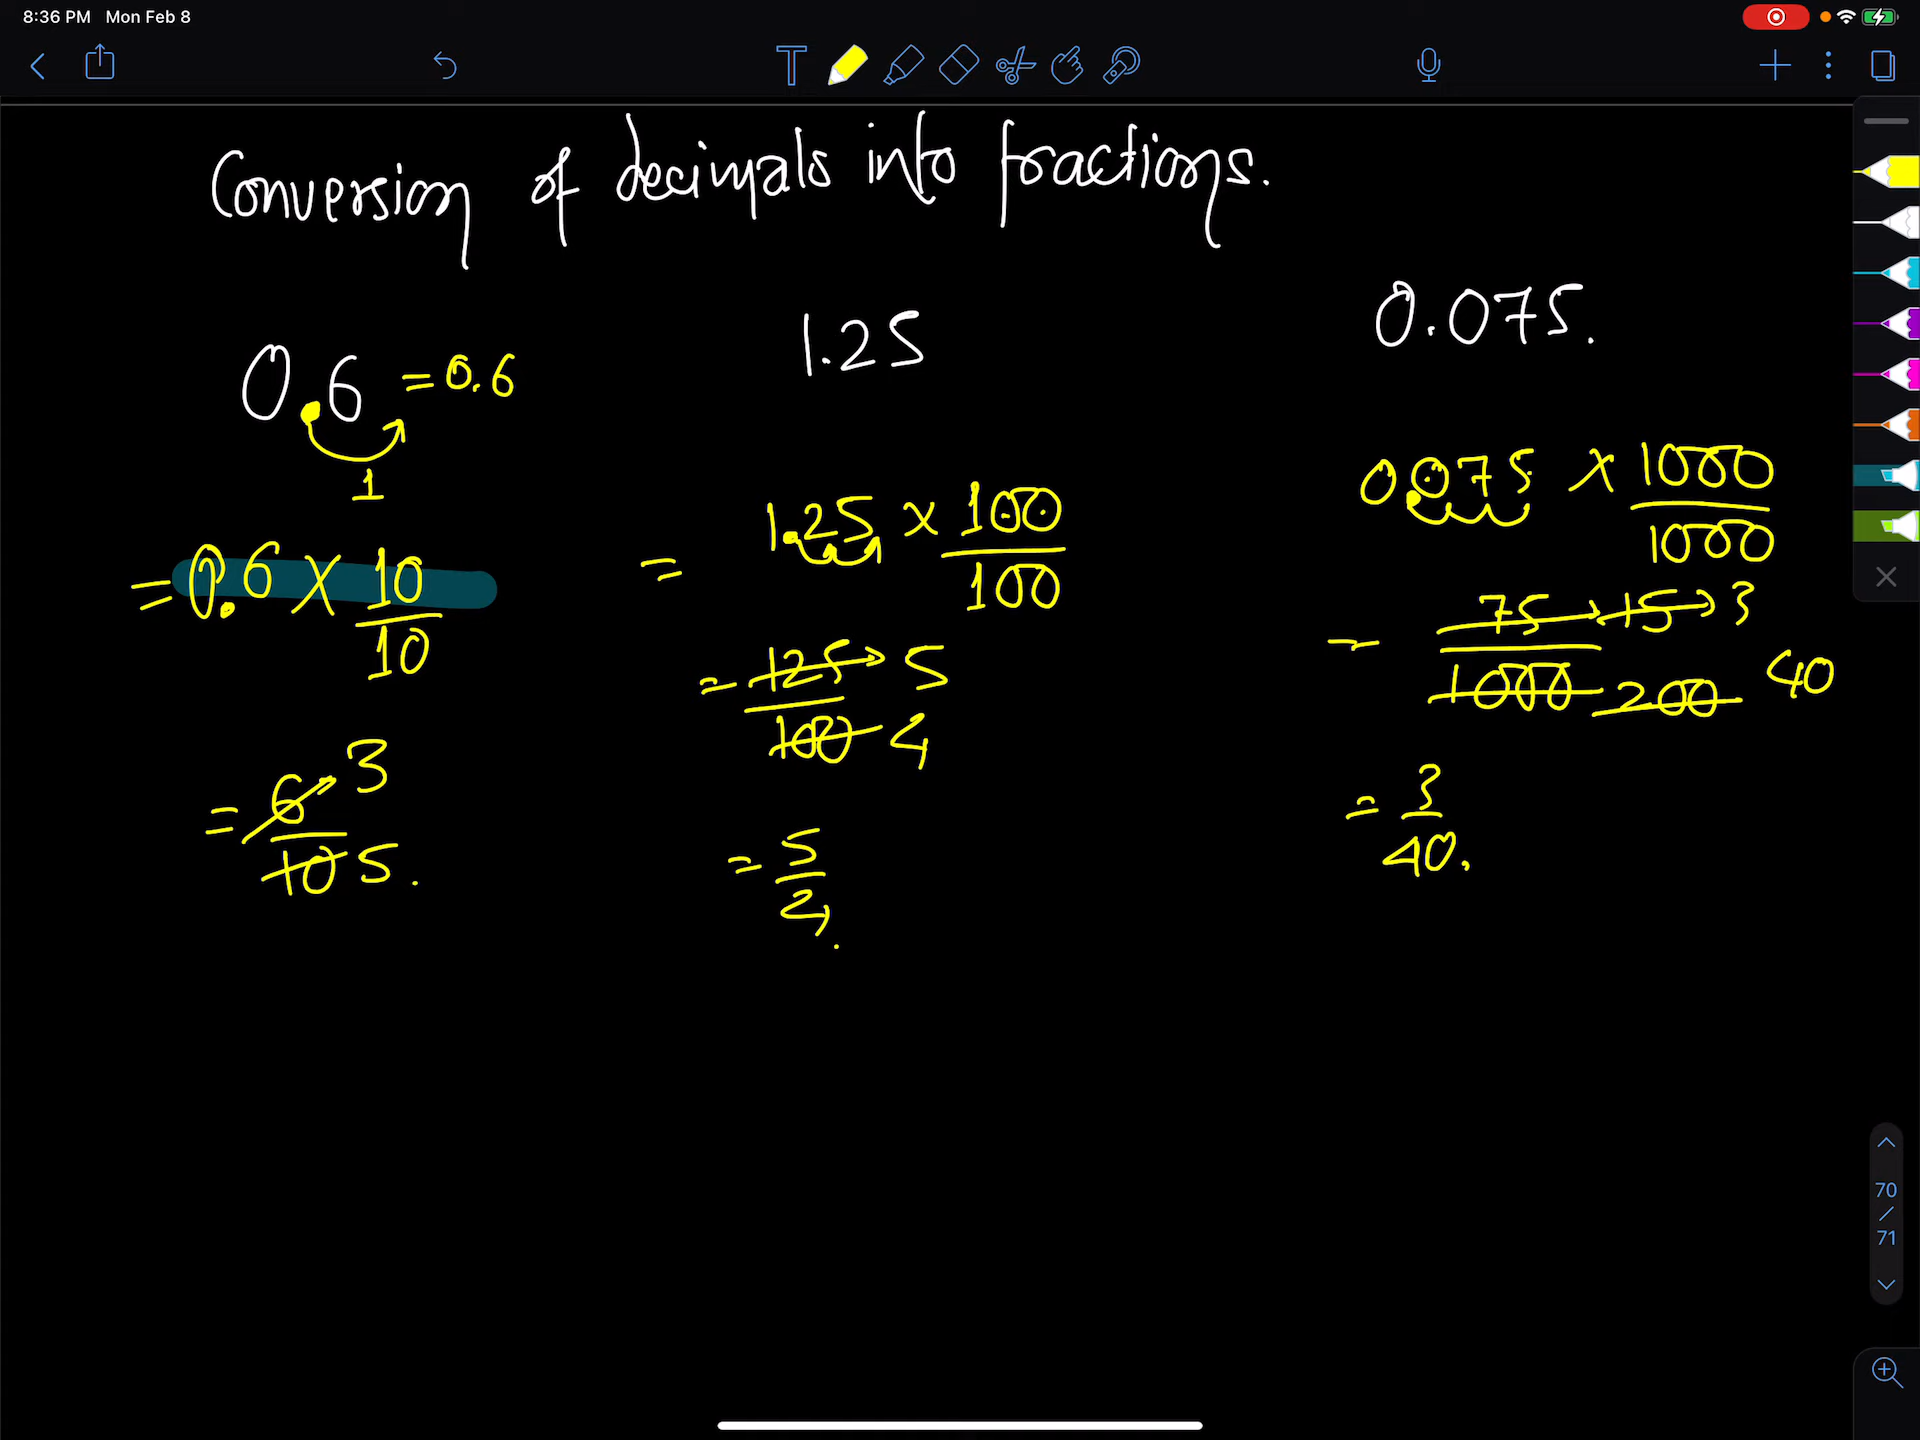 8:36 PM Mon Feb 8
T
Conversion of decimals into fractions.
0.6 = 0.6
1
= 0.6 × 10/10
= 6/10 3
5.
1.25
= 1.25 × 100/100
= 125/100 5
4
= 5/4.
0.075.
0.075 × 1000/1000
= 75/1000 15 3
200 40
= 3/40.
70
/
71